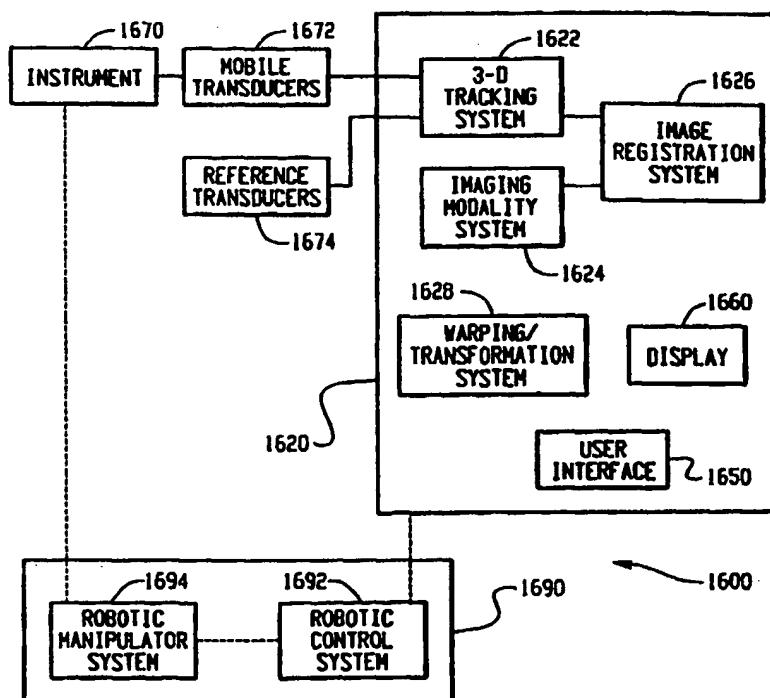 1670
INSTRUMENT
1672
MOBILE
TRANSDUCERS
REFERENCE
TRANSDUCERS
1674
1622
3-D
TRACKING
SYSTEM
1626
IMAGE
REGISTRATION
SYSTEM
IMAGING
MODALITY
SYSTEM
1624
1628
WARPING/
TRANSFORMATION
SYSTEM
1660
DISPLAY
1620
USER
INTERFACE
1650
1694
ROBOTIC
MANIPULATOR
SYSTEM
1692
ROBOTIC
CONTROL
SYSTEM
1690
1600